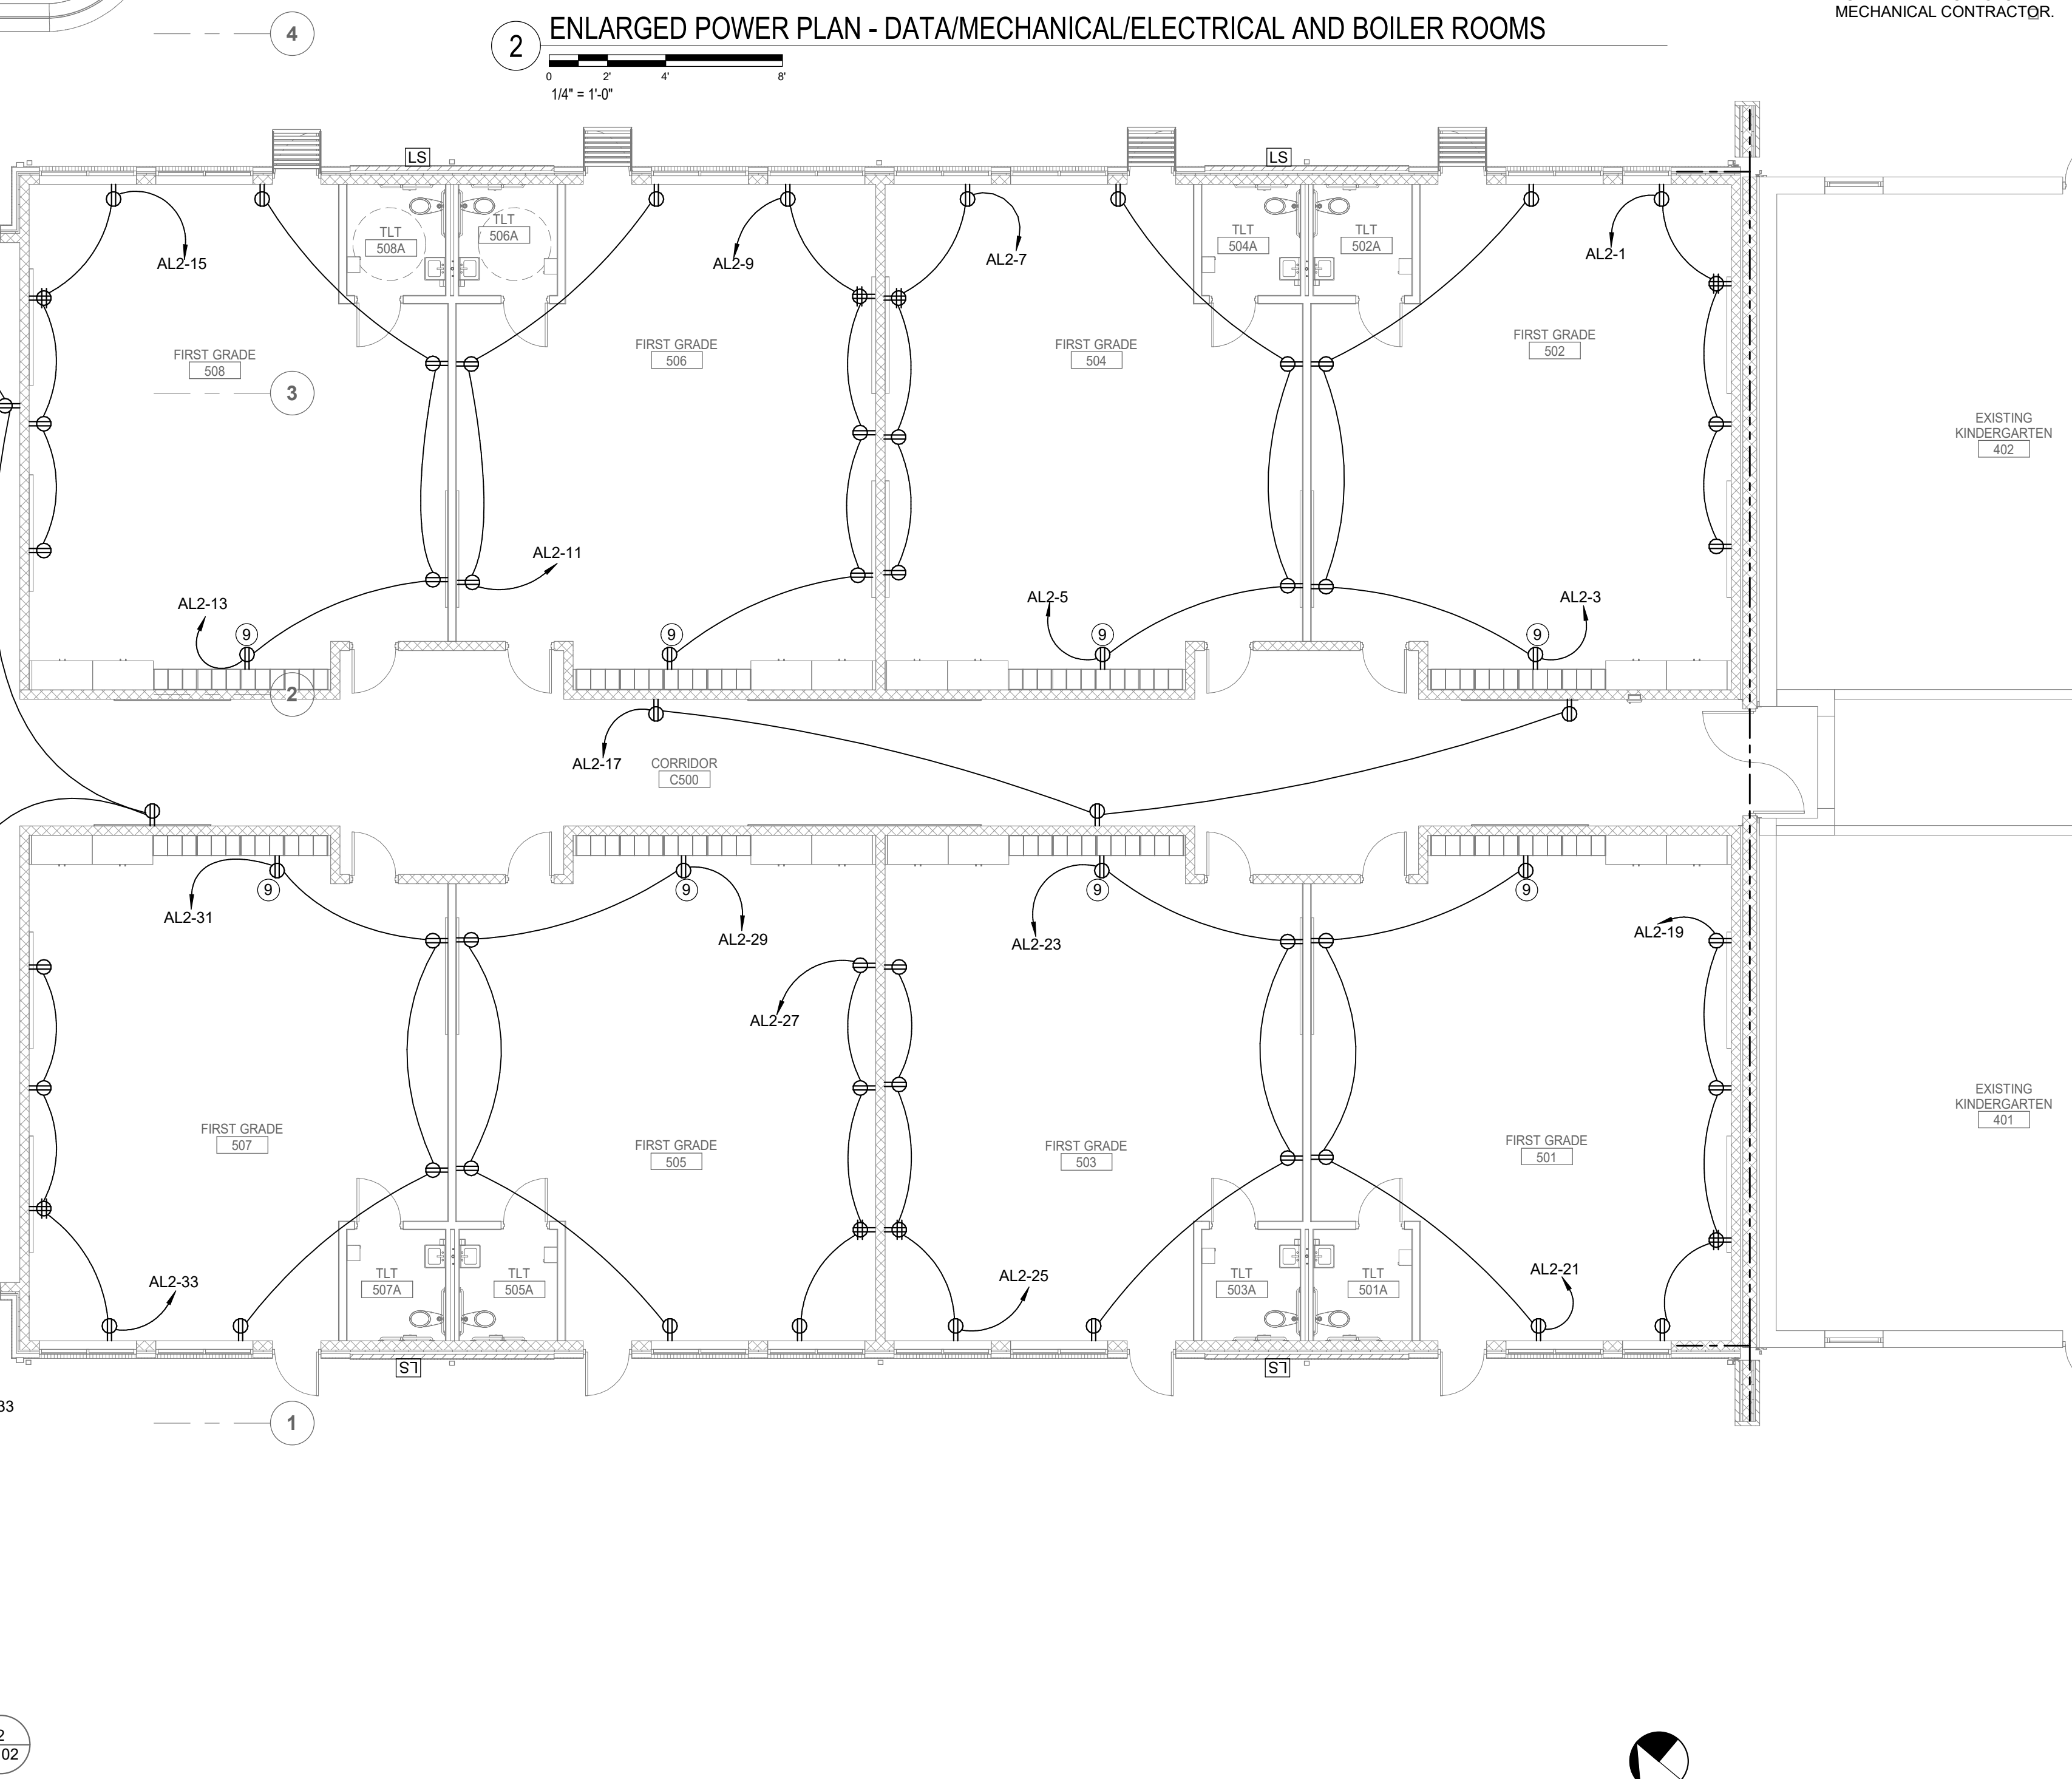 MECHANICAL CONTRACTOR.
4
2
ENLARGED POWER PLAN - DATA/MECHANICAL/ELECTRICAL AND BOILER ROOMS
0 2' 4' 8'
1/4" = 1'-0"
LS
LS
TLT
508A
TLT
506A
TLT
504A
TLT
502A
AL2-15
AL2-9
AL2-7
AL2-1
FIRST GRADE
508
FIRST GRADE
506
FIRST GRADE
504
FIRST GRADE
502
3
EXISTING
KINDERGARTEN
402
AL2-11
AL2-13
AL2-5
AL2-3
9
9
9
9
2
AL2-17
CORRIDOR
C500
9
9
9
9
AL2-31
AL2-29
AL2-23
AL2-19
AL2-27
FIRST GRADE
507
FIRST GRADE
505
FIRST GRADE
503
FIRST GRADE
501
EXISTING
KINDERGARTEN
401
AL2-33
TLT
507A
TLT
505A
AL2-25
TLT
503A
TLT
501A
AL2-21
LS
LS
33
1
2
02